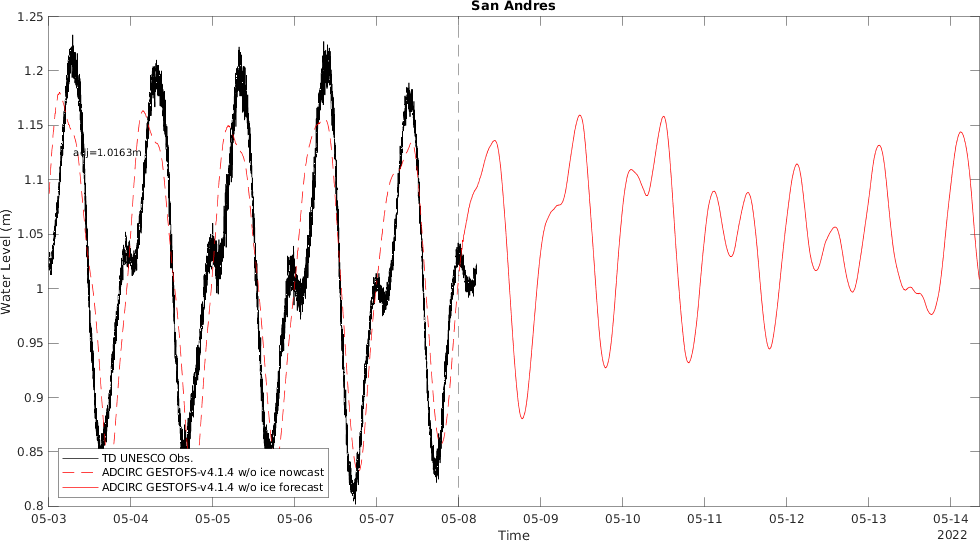 San Andres
1.25
1.2
1.15
1.1
1.05
1
0.95
0.9
0.85
0.8
Water Level (m)
adj=1.0163m
TD UNESCO Obs.
ADCIRC GESTOFS-v4.1.4 w/o ice nowcast
ADCIRC GESTOFS-v4.1.4 w/o ice forecast
05-03 05-04 05-05 05-06 05-07 05-08 05-09 05-10 05-11 05-12 05-13 05-14
Time
2022